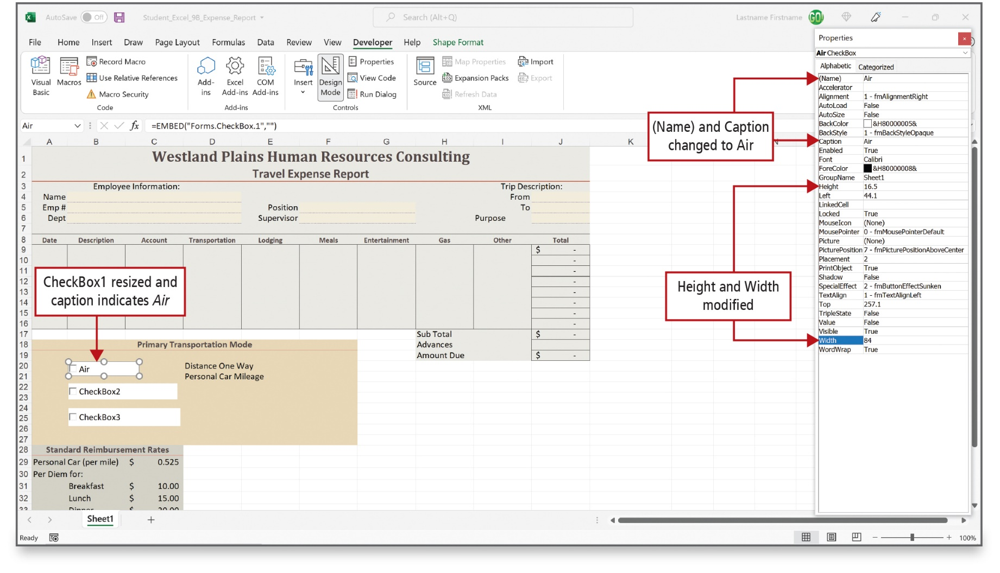 AutoSave Off Student_Excel_9B_Expense_Report Search (Alt+Q) Lastname Firstname GO
File Home Insert Draw Page Layout Formulas Data Review View Developer Help Shape Format
Visual Basic
Macros
Record Macro
Use Relative References
Macro Security
Code
Add-ins
Excel Add-ins
COM Add-ins
Add-ins
Insert
Design Mode
Properties
View Code
Run Dialog
Controls
Source
Map Properties
Expansion Packs
Refresh Data
Import
Export
XML
Air fx =EMBED("Forms.CheckBox.1","")
A B C D E F G H I J K N
1 Westland Plains Human Resources Consulting
2 Travel Expense Report
3 Employee Information: Trip Description:
4 Name From
5 Emp # Position To
6 Dept Supervisor Purpose
7
8 Date Description Account Transportation Lodging Meals Entertainment Gas Other Total
9 $ -
10 -
11 -
12 -
13 -
14 -
15 -
16 -
17 Sub Total $ -
18 Primary Transportation Mode Advances
19 Amount Due $ -
20 Air Distance One Way
21 Personal Car Mileage
22 CheckBox2
23
24
25 CheckBox3
26
27
28 Standard Reimbursement Rates
29 Personal Car (per mile) $ 0.525
30 Per Diem for:
31 Breakfast $ 10.00
32 Lunch $ 15.00
33 Dinner $ 20.00
CheckBox1 resized and
caption indicates Air
(Name) and Caption
changed to Air
Height and Width
modified
Properties
Air CheckBox
Alphabetic Categorized
(Name) Air
Accelerator
Alignment 1 - fmAlignmentRight
AutoLoad False
AutoSize False
BackColor &H80000005&
BackStyle 1 - fmBackStyleOpaque
Caption Air
Enabled True
Font Calibri
ForeColor &H80000008&
GroupName Sheet1
Height 16.5
Left 44.1
LinkedCell
Locked True
MouseIcon (None)
MousePointer 0 - fmMousePointerDefault
Picture (None)
PicturePosition 7 - fmPicturePositionAboveCenter
Placement 2
PrintObject True
Shadow False
SpecialEffect 2 - fmButtonEffectSunken
TextAlign 1 - fmTextAlignLeft
Top 257.1
TripleState False
Value False
Visible True
Width 84
WordWrap True
Sheet1
Ready 100%